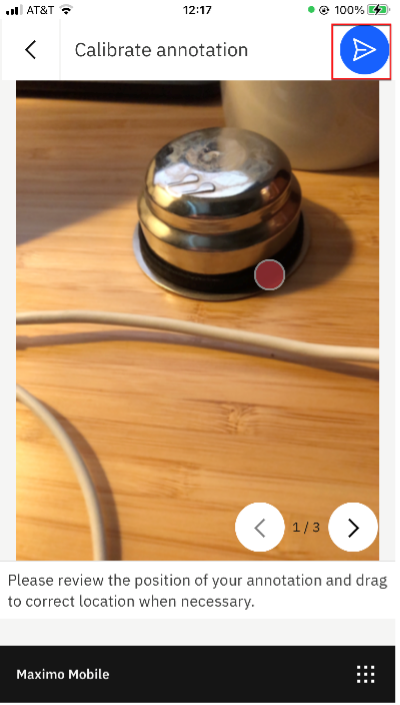 AT&T 12:17 100%
Calibrate annotation
1 / 3
Please review the position of your annotation and drag
to correct location when necessary.
Maximo Mobile